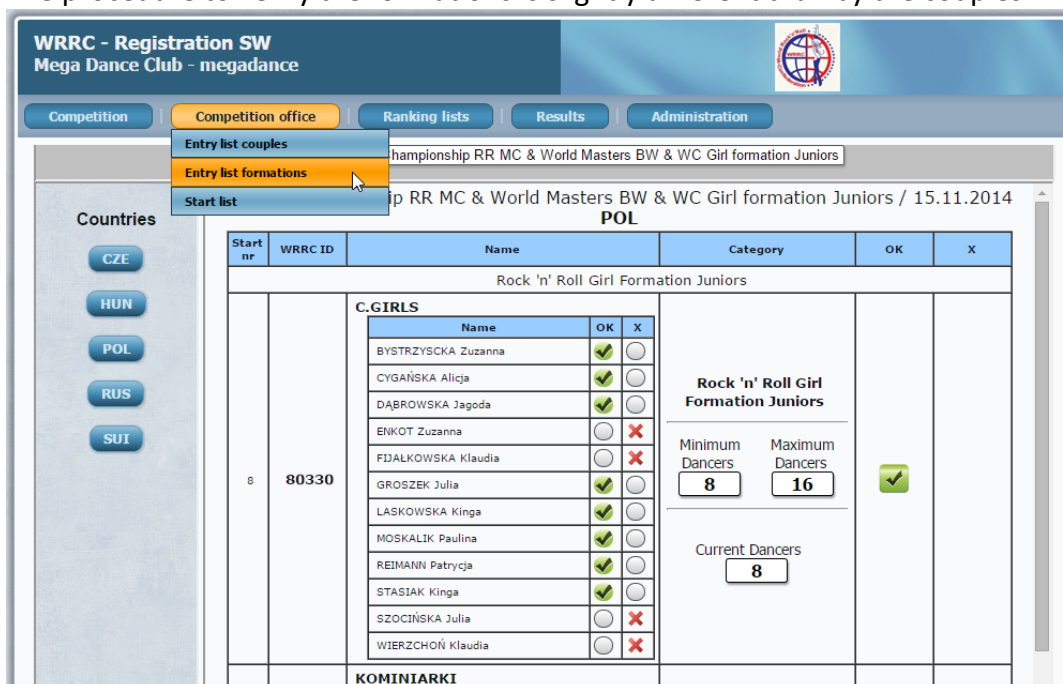 WRRC - Registration SW
Mega Dance Club - megadance
Competition
Competition office
Ranking lists
Results
Administration
Entry list couples
Entry list formations
Start list
hampionship RR MC & World Masters BW & WC Girl formation Juniors
ip RR MC & World Masters BW & WC Girl formation Juniors / 15.11.2014
POL
Countries
CZE
HUN
POL
RUS
SUI
Start nr
WRRC ID
Name
Category
OK
X
Rock 'n' Roll Girl Formation Juniors
8
80330
C.GIRLS
Name OK X
BYSTRZYSCKA Zuzanna
CYGAŃSKA Alicja
DĄBROWSKA Jagoda
ENKOT Zuzanna
FIJAŁKOWSKA Klaudia
GROSZEK Julia
LASKOWSKA Kinga
MOSKALIK Paulina
REIMANN Patrycja
STASIAK Kinga
SZOCIŃSKA Julia
WIERZCHOŃ Klaudia
Rock 'n' Roll Girl
Formation Juniors
Minimum Dancers
8
Maximum Dancers
16
Current Dancers
8
KOMINIARKI